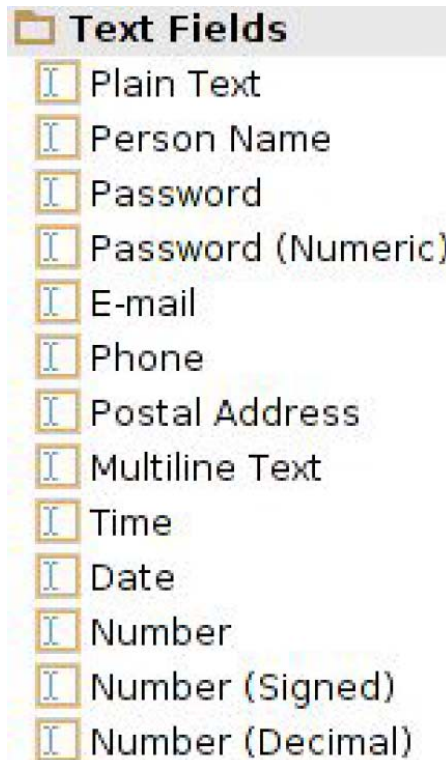 Text Fields
Plain Text
Person Name
Password
Password (Numeric)
E-mail
Phone
Postal Address
Multiline Text
Time
Date
Number
Number (Signed)
Number (Decimal)